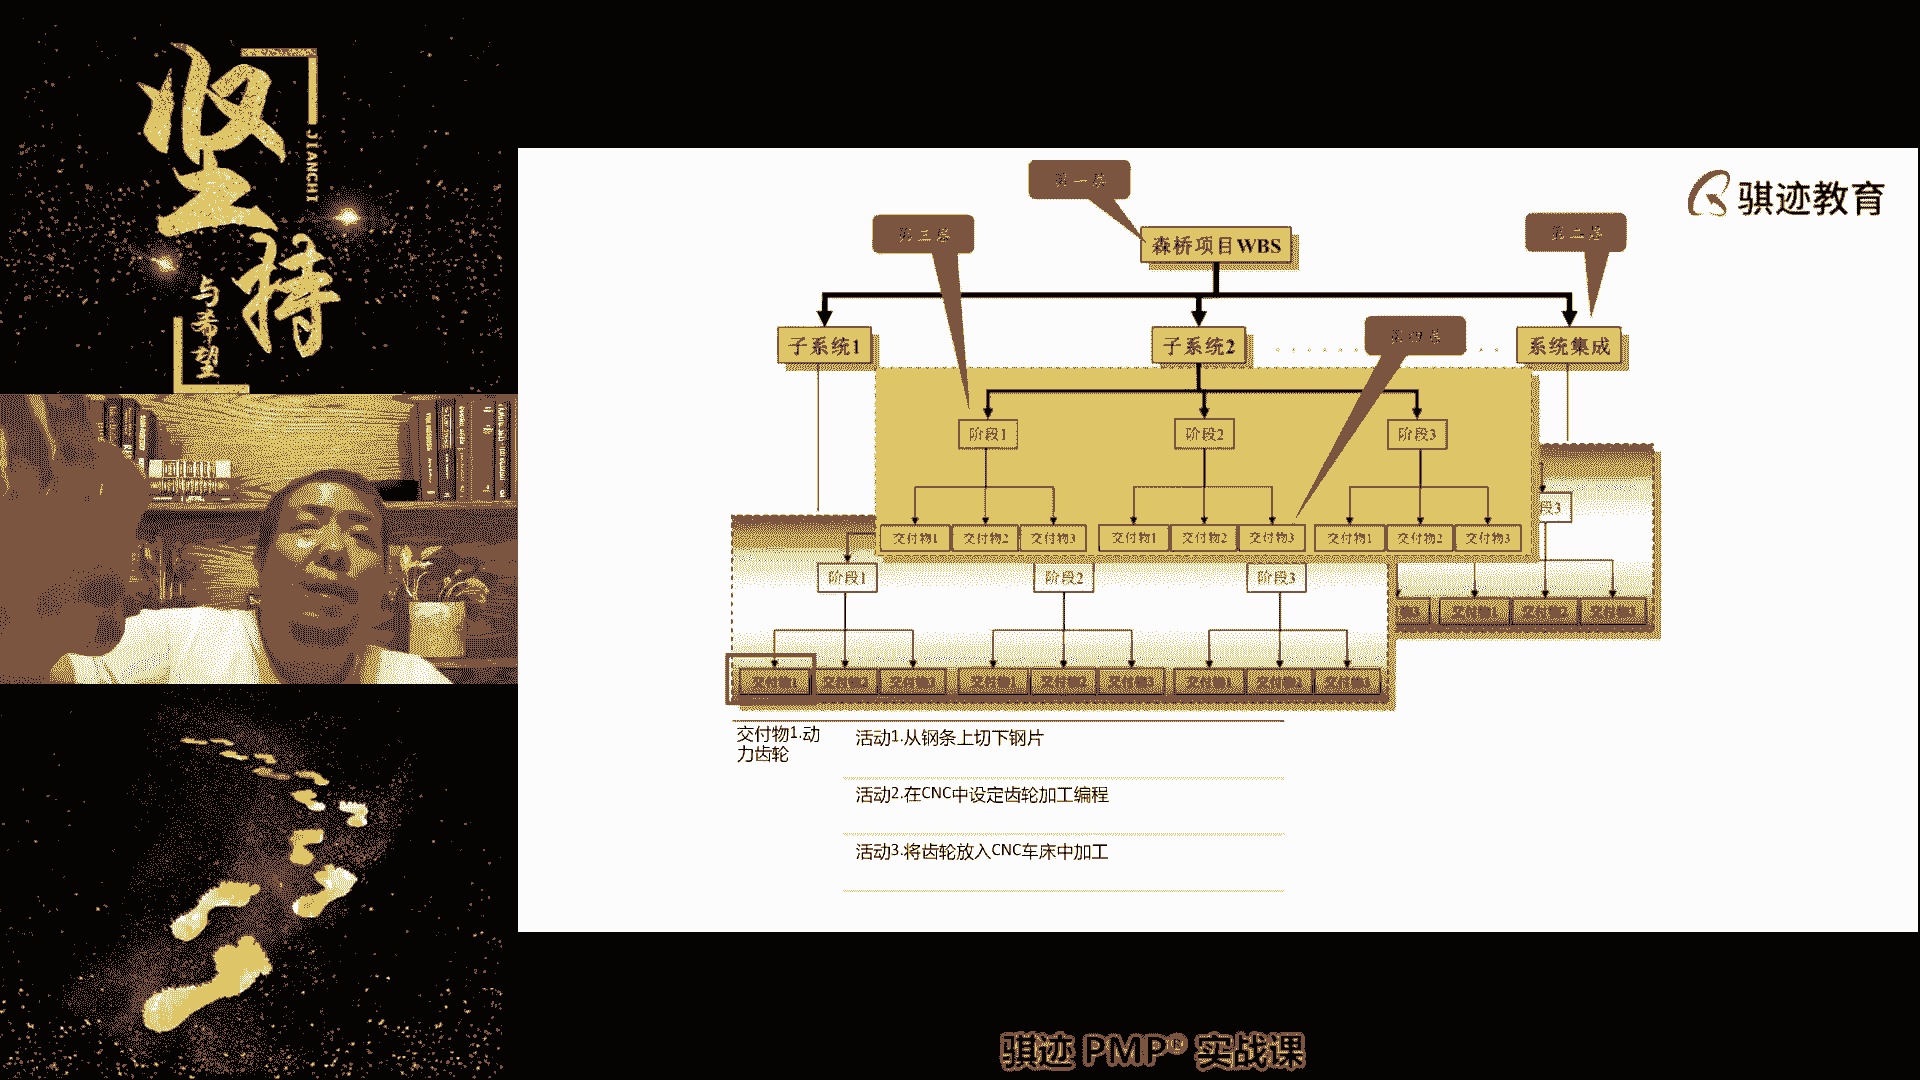 坚持
JIANCHI
与希望
骐迹教育
第一层
第三层
第二层
森桥项目WBS
子系统1
子系统2
第四层
系统集成
阶段1
阶段2
阶段3
段3
交付物1
交付物2
交付物3
交付物1
交付物2
交付物3
交付物1
交付物2
交付物3
阶段1
阶段2
阶段3
物3
交付物1
交付物2
交付物3
交付物1
交付物2
交付物3
交付物1
交付物2
交付物3
交付物1
交付物2
交付物3
交付物1.动
力齿轮
活动1.从钢条上切下钢片
活动2.在CNC中设定齿轮加工编程
活动3.将齿轮放入CNC车床中加工
骐迹 PMP® 实战课